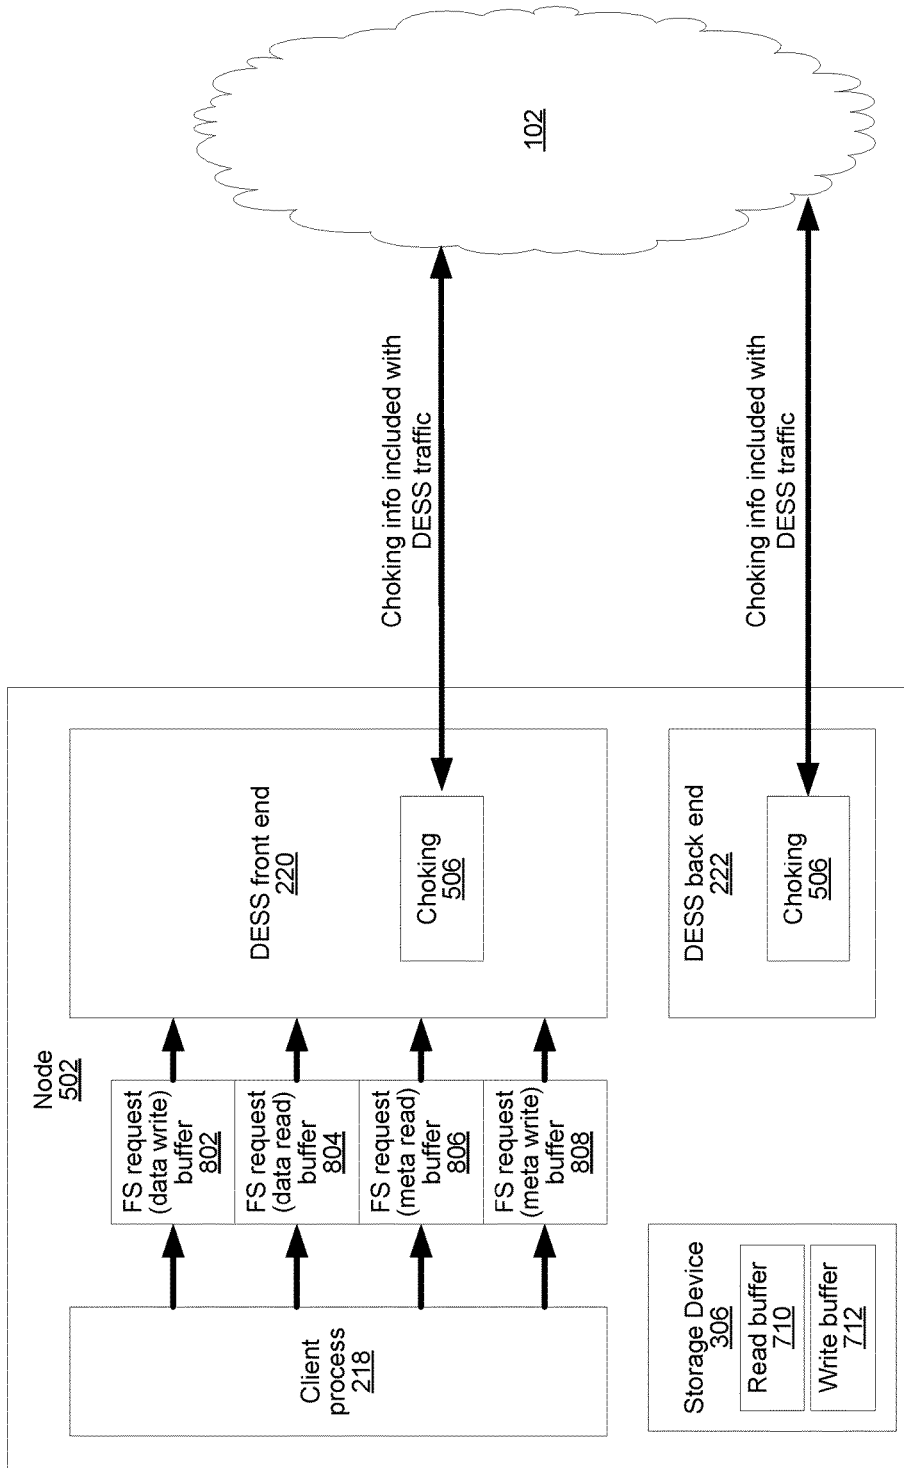 Node
502
Client
process
218
FS request
(data write)
buffer
802
FS request
(data read)
buffer
804
FS request
(meta read)
buffer
806
FS request
(meta write)
buffer
808
DESS front end
220
Choking
506
Choking info included with
DESS traffic
102
Storage Device
306
Read buffer
710
Write buffer
712
DESS back end
222
Choking
506
Choking info included with
DESS traffic